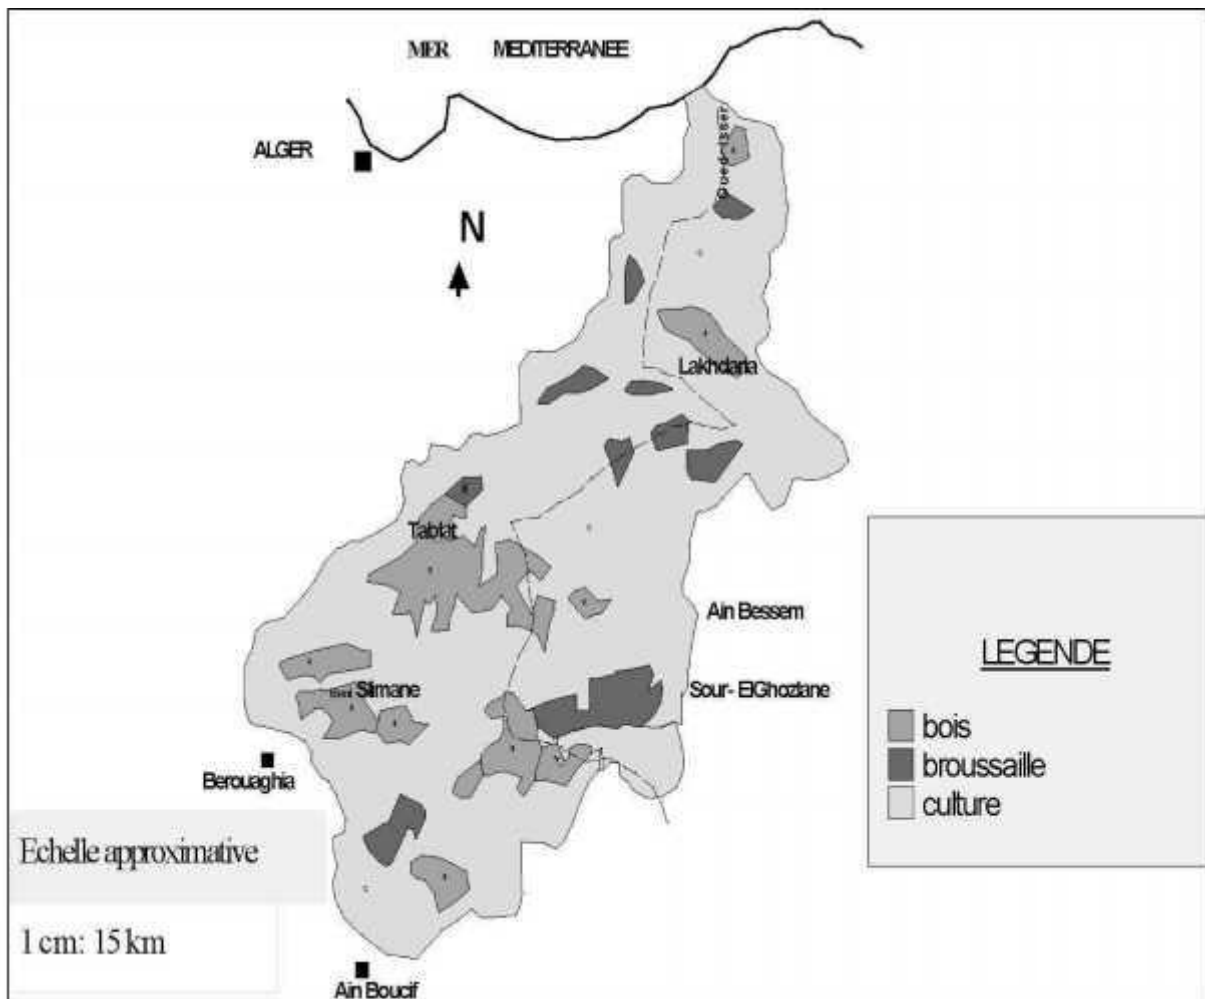 MER MEDITERRANEE
ALGER
Oued-Isser
N
Lakhdaria
Tablat
Ain Bessem
Slimane
Sour- ElGhozlane
Berouaghia
Ain Boucif
Echelle approximative
1 cm: 15 km
LEGENDE
bois
broussaille
culture